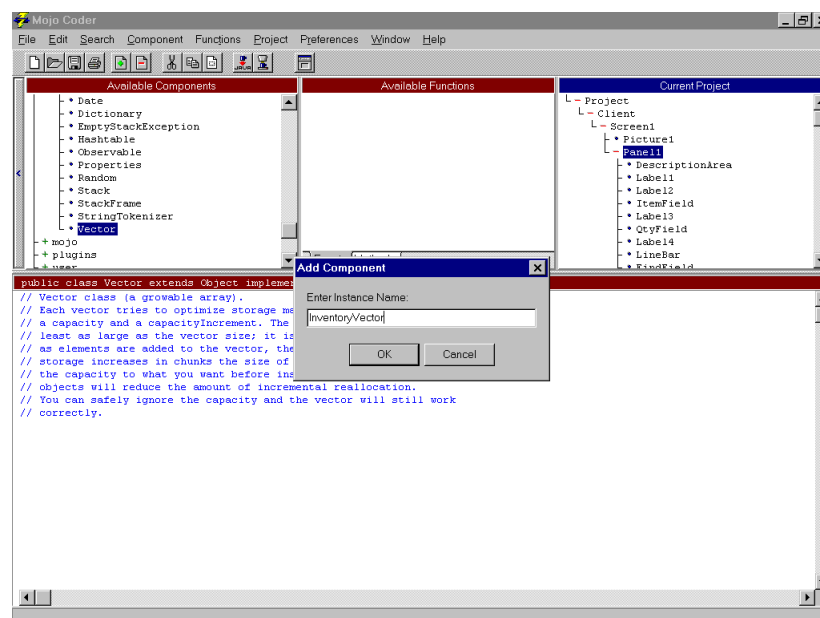 Mojo Coder
File Edit Search Component Functions Project Preferences Window Help
Available Components
Date
Dictionary
EmptyStackException
Hashtable
Observable
Properties
Random
Stack
StackFrame
StringTokenizer
Vector
mojo
plugins
user
Available Functions
Current Project
Project
Client
Screen1
Picture1
Panel1
DescriptionArea
Label1
Label2
ItemField
Label3
QtyField
Label4
LineBar
FindField
Add Component
Enter Instance Name:
InventoryVector
OK Cancel
public class Vector extends Object implemen
// Vector class (a growable array).
// Each vector tries to optimize storage m
// a capacity and a capacityIncrement. The
// least as large as the vector size; it is
// as elements are added to the vector, the
// storage increases in chunks the size of
// the capacity to what you want before ins
// objects will reduce the amount of incremental reallocation.
// You can safely ignore the capacity and the vector will still work
// correctly.